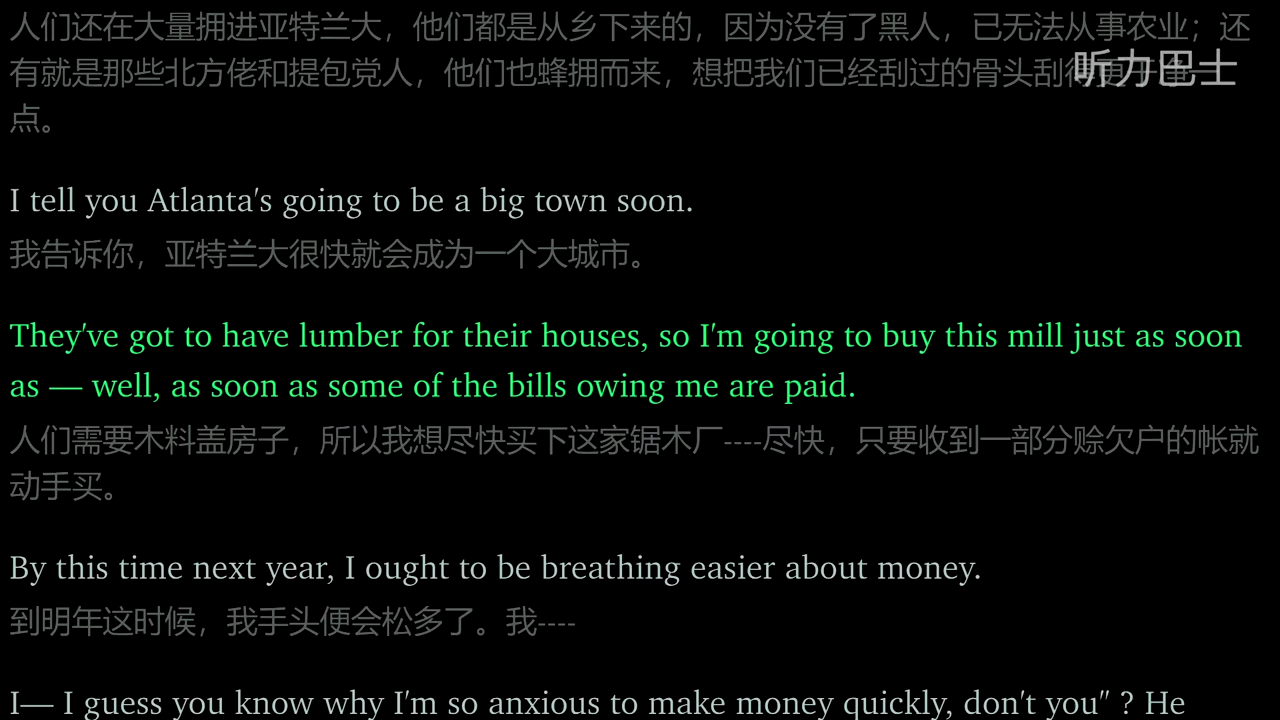 人们还在大量拥进亚特兰大，他们都是从乡下来的，因为没有了黑人，已无法从事农业；还
有就是那些北方佬和提包党人，他们也蜂拥而来，想把我们已经刮过的骨头刮得更干净
点。
听力巴士
I tell you Atlanta's going to be a big town soon.
我告诉你，亚特兰大很快就会成为一个大城市。
They've got to have lumber for their houses, so I'm going to buy this mill just as soon
as — well, as soon as some of the bills owing me are paid.
人们需要木料盖房子，所以我想尽快买下这家锯木厂----尽快，只要收到一部分赊欠户的帐就
动手买。
By this time next year, I ought to be breathing easier about money.
到明年这时候，我手头便会松多了。我----
I— I guess you know why I'm so anxious to make money quickly, don't you" ? He